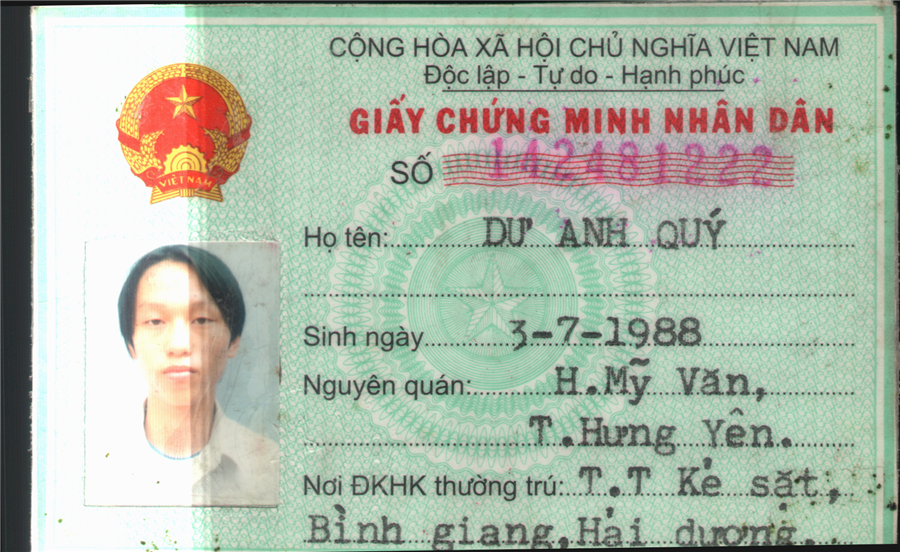 CỘNG HÒA XÃ HỘI CHỦ NGHĨA VIỆT NAM
Độc lập - Tự do - Hạnh phúc
GIẤY CHỨNG MINH NHÂN DÂN
SỐ 142481222
VIỆT NAM
Họ tên: DƯ ANH QUÝ
Sinh ngày 3-7-1988
Nguyên quán: H.Mỹ Văn,
T.Hưng Yên.
Nơi ĐKHK thường trú: T.T Kẻ sặt,
Bình giang, Hải dương.